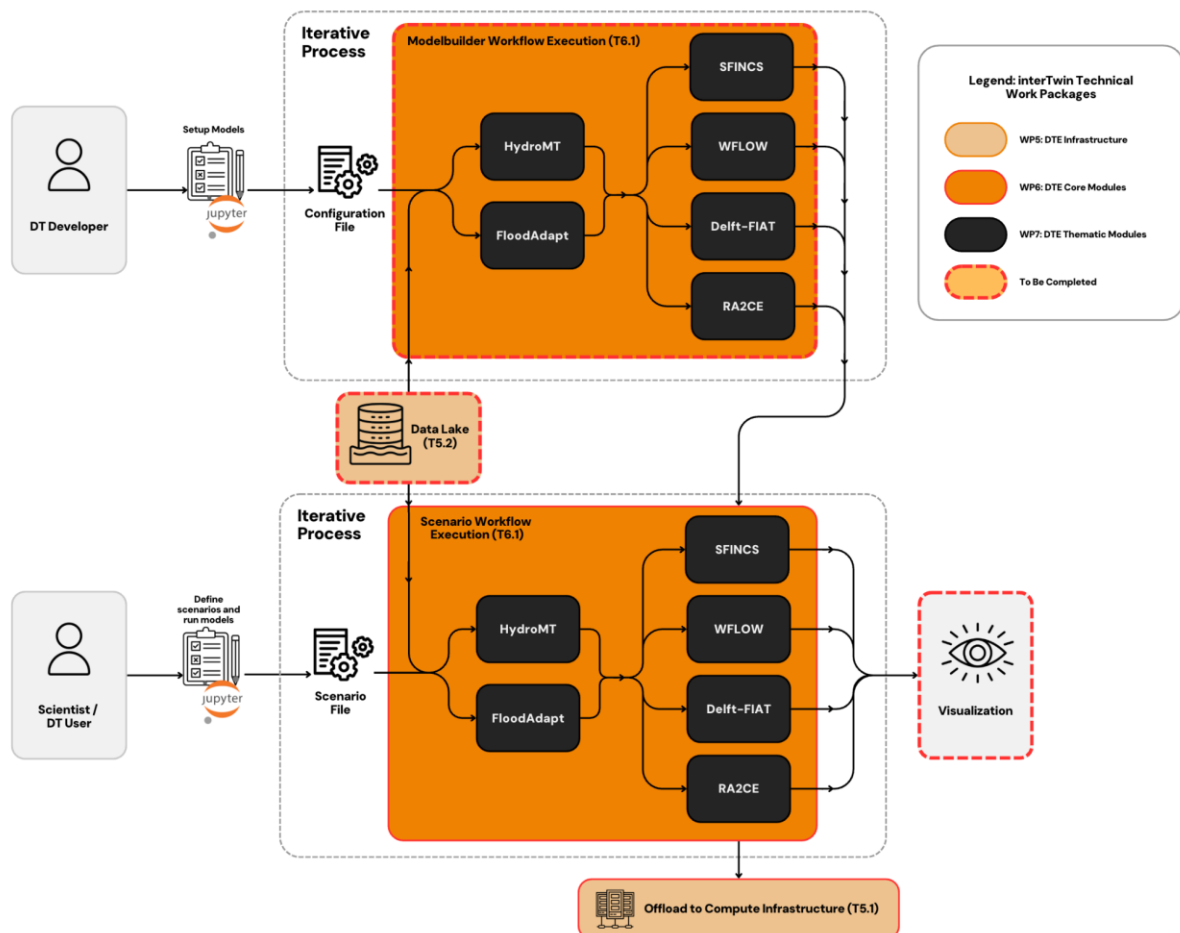 Iterative
Process
Modelbuilder Workflow Execution (T6.1)
SFINCS
HydroMT
WFLOW
FloodAdapt
Delft-FIAT
RA2CE
Setup Models
jupyter
DT Developer
Configuration
File
Legend: interTwin Technical
Work Packages
WP5: DTE Infrastructure
WP6: DTE Core Modules
WP7: DTE Thematic Modules
To Be Completed
Data Lake
(T5.2)
Iterative
Process
Scenario Workflow
Execution (T6.1)
SFINCS
HydroMT
WFLOW
FloodAdapt
Delft-FIAT
RA2CE
Define
scenarios and
run models
jupyter
Scientist /
DT User
Scenario
File
Visualization
Offload to Compute Infrastructure (T5.1)